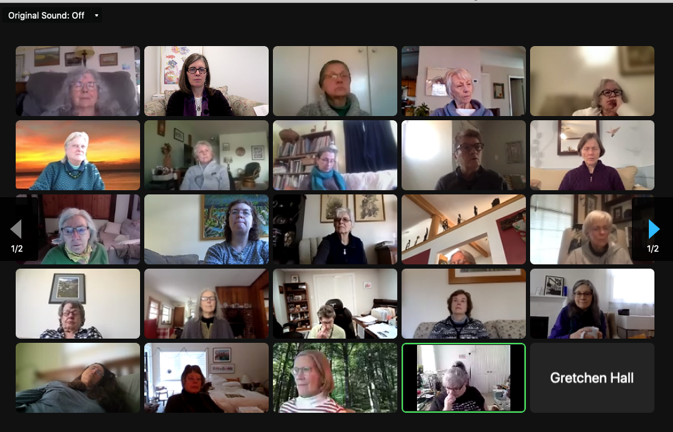 Original Sound: Off
1/2
1/2
Gretchen Hall